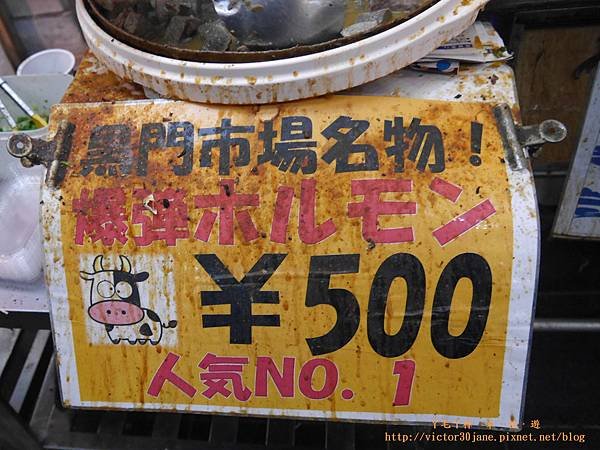 黒門市場名物！
爆弾ホルモン
¥500
人気NO.1
http://victor30jane.pixnet.net/blog